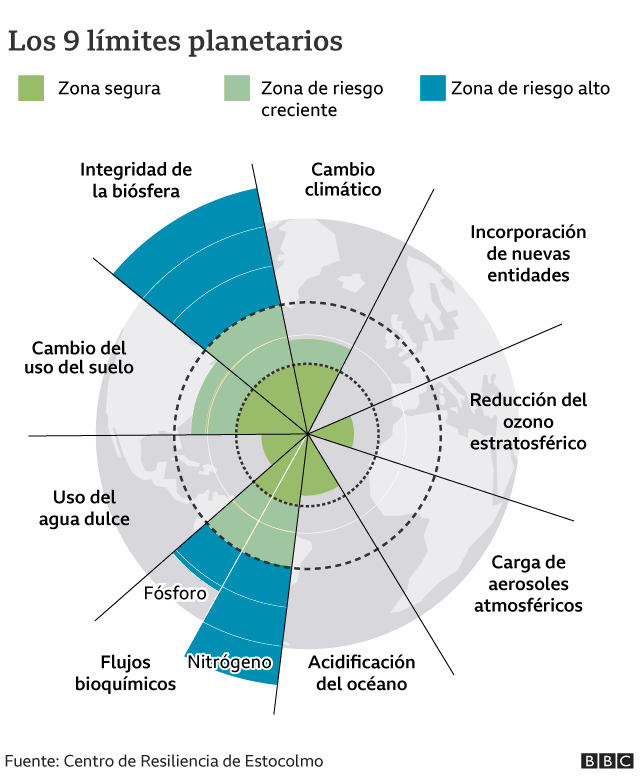 Los 9 límites planetarios
Zona segura
Zona de riesgo
creciente
Zona de riesgo alto
Integridad de
la biósfera
Cambio
climático
Incorporación
de nuevas
entidades
Cambio del
uso del suelo
Reducción del
ozono
estratosférico
Uso del
agua dulce
Carga de
aerosoles
atmosféricos
Fósforo
Nitrógeno
Flujos
bioquímicos
Acidificación
del océano
Fuente: Centro de Resiliencia de Estocolmo
BBC